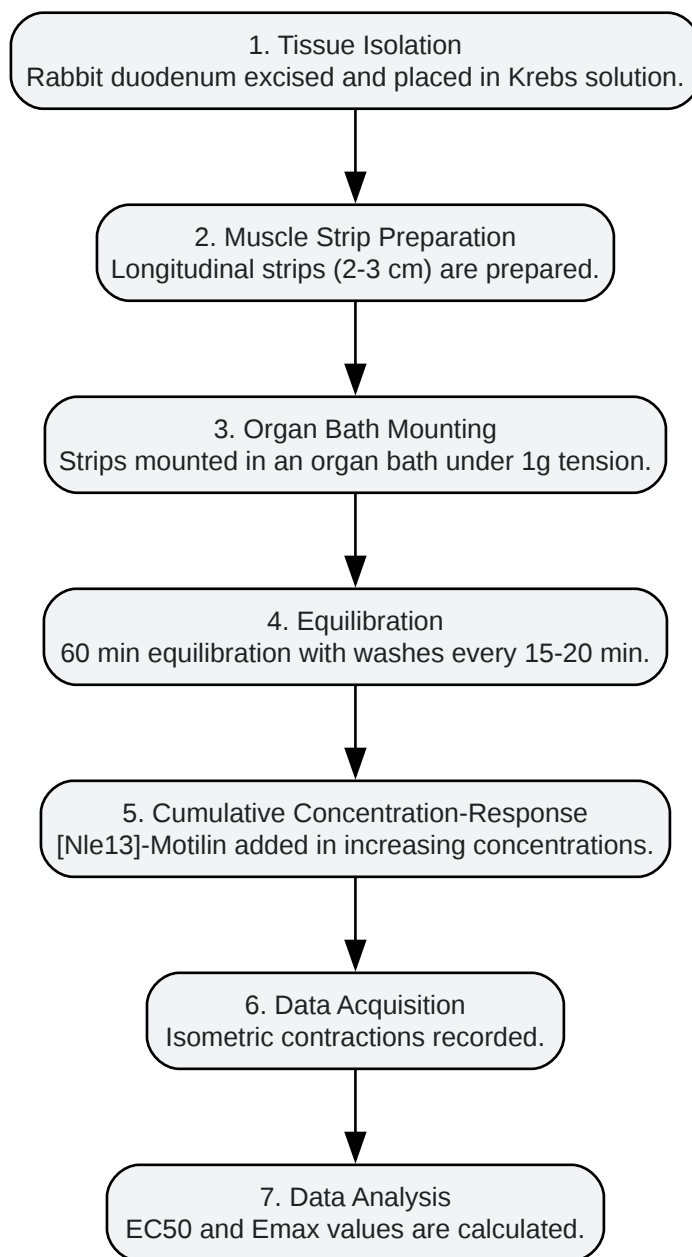 1. Tissue Isolation
Rabbit duodenum excised and placed in Krebs solution.
2. Muscle Strip Preparation
Longitudinal strips (2-3 cm) are prepared.
3. Organ Bath Mounting
Strips mounted in an organ bath under 1g tension.
4. Equilibration
60 min equilibration with washes every 15-20 min.
5. Cumulative Concentration-Response
[Nle13]-Motilin added in increasing concentrations.
6. Data Acquisition
Isometric contractions recorded.
7. Data Analysis
EC50 and Emax values are calculated.